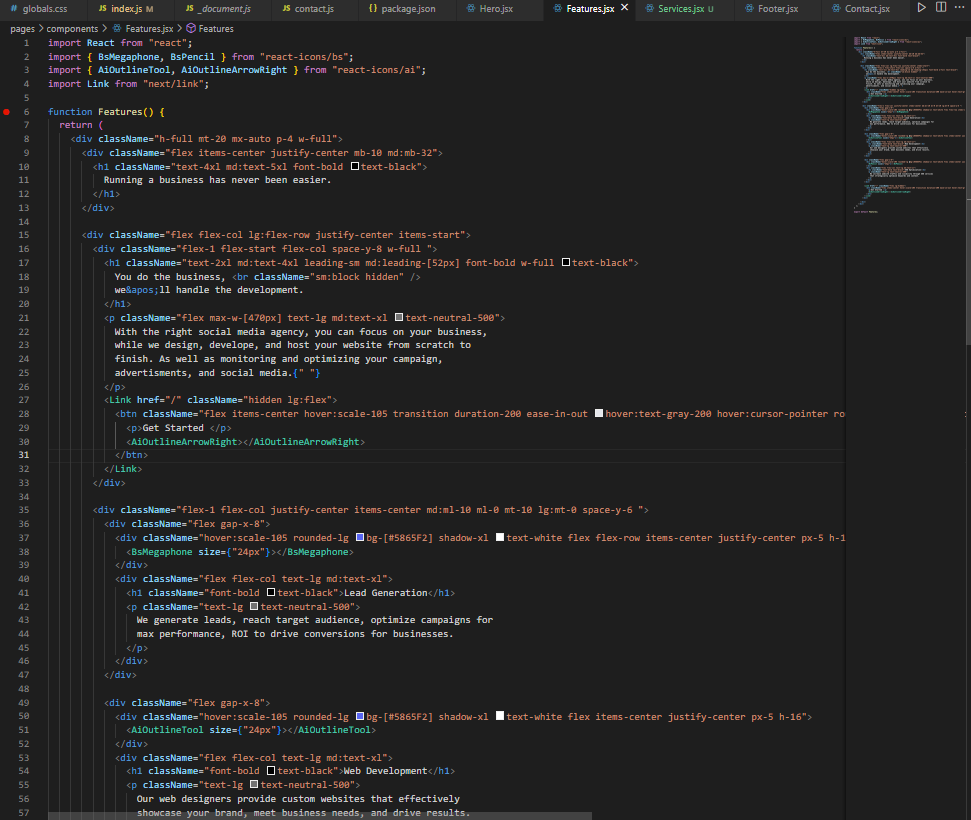 globals.css index.js M _document.js contact.js package.json Hero.jsx Features.jsx Services.jsx U Footer.jsx Contact.jsx
pages > components > Features.jsx > Features
1 import React from "react";
2 import { BsMegaphone, BsPencil } from "react-icons/bs";
3 import { AiOutlineTool, AiOutlineArrowRight } from "react-icons/ai";
4 import Link from "next/link";
5
6 function Features() {
7 return (
8 <div className="h-full mt-20 mx-auto p-4 w-full">
9 <div className="flex items-center justify-center mb-10 md:mb-32">
10 <h1 className="text-4xl md:text-5xl font-bold text-black">
11 Running a business has never been easier.
12 </h1>
13 </div>
14
15 <div className="flex flex-col lg:flex-row justify-center items-start">
16 <div className="flex-1 flex-start flex-col space-y-8 w-full ">
17 <h1 className="text-2xl md:text-4xl leading-sm md:leading-[52px] font-bold w-full text-black">
18 You do the business, <br className="sm:block hidden" />
19 we&apos;ll handle the development.
20 </h1>
21 <p className="flex max-w-[470px] text-lg md:text-xl text-neutral-500">
22 With the right social media agency, you can focus on your business,
23 while we design, develope, and host your website from scratch to
24 finish. As well as monitoring and optimizing your campaign,
25 advertisments, and social media.{" "}
26 </p>
27 <Link href="/" className="hidden lg:flex">
28 <btn className="flex items-center hover:scale-105 transition duration-200 ease-in-out hover:text-gray-200 hover:cursor-pointer ro
29 <p>Get Started </p>
30 <AiOutlineArrowRight></AiOutlineArrowRight>
31 </btn>
32 </Link>
33 </div>
34
35 <div className="flex-1 flex-col justify-center items-center md:ml-10 ml-0 mt-10 lg:mt-0 space-y-6 ">
36 <div className="flex gap-x-8">
37 <div className="hover:scale-105 rounded-lg bg-[#5865F2] shadow-xl text-white flex flex-row items-center justify-center px-5 h-1
38 <BsMegaphone size={"24px"}></BsMegaphone>
39 </div>
40 <div className="flex flex-col text-lg md:text-xl">
41 <h1 className="font-bold text-black">Lead Generation</h1>
42 <p className="text-lg text-neutral-500">
43 We generate leads, reach target audience, optimize campaigns for
44 max performance, ROI to drive conversions for businesses.
45 </p>
46 </div>
47 </div>
48
49 <div className="flex gap-x-8">
50 <div className="hover:scale-105 rounded-lg bg-[#5865F2] shadow-xl text-white flex items-center justify-center px-5 h-16">
51 <AiOutlineTool size={"24px"}></AiOutlineTool>
52 </div>
53 <div className="flex flex-col text-lg md:text-xl">
54 <h1 className="font-bold text-black">Web Development</h1>
55 <p className="text-lg text-neutral-500">
56 Our web designers provide custom websites that effectively
57 showcase your brand, meet business needs, and drive results.